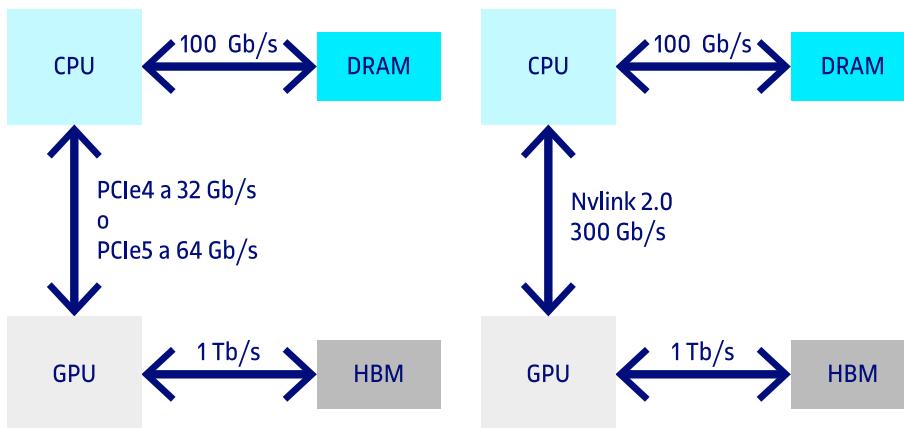 100 Gb/s
CPU
DRAM
PCIe4 a 32 Gb/s
o
PCIe5 a 64 Gb/s
1 Tb/s
GPU
HBM
100 Gb/s
CPU
DRAM
Nvlink 2.0
300 Gb/s
1 Tb/s
GPU
HBM